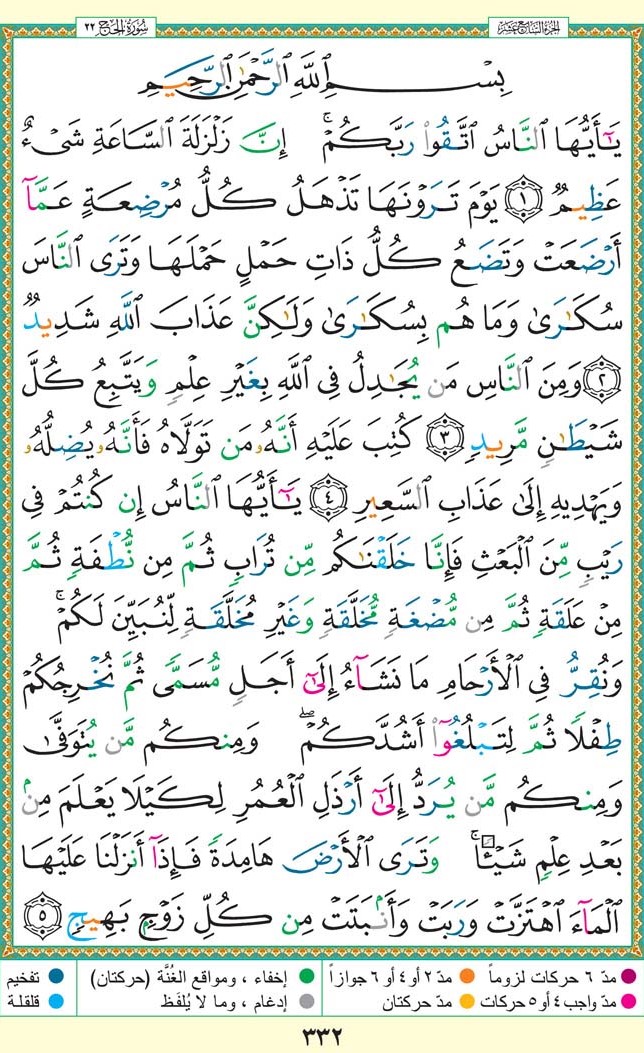 الجزء السابع عشر
سورة الحج ٢٢
بِسْمِ ٱللَّهِ ٱلرَّحْمَٰنِ ٱلرَّحِيمِ
يَٰٓأَيُّهَا ٱلنَّاسُ ٱتَّقُوا۟ رَبَّكُمْ ۚ إِنَّ زَلْزَلَةَ ٱلسَّاعَةِ شَىْءٌ
عَظِيمٌ ١ يَوْمَ تَرَوْنَهَا تَذْهَلُ كُلُّ مُرْضِعَةٍ عَمَّآ
أَرْضَعَتْ وَتَضَعُ كُلُّ ذَاتِ حَمْلٍ حَمْلَهَا وَتَرَى ٱلنَّاسَ
سُكَٰرَىٰ وَمَا هُم بِسُكَٰرَىٰ وَلَٰكِنَّ عَذَابَ ٱللَّهِ شَدِيدٌ
٢ وَمِنَ ٱلنَّاسِ مَن يُجَٰدِلُ فِى ٱللَّهِ بِغَيْرِ عِلْمٍ وَيَتَّبِعُ كُلَّ
شَيْطَٰنٍ مَّرِيدٍ ٣ كُتِبَ عَلَيْهِ أَنَّهُۥ مَن تَوَلَّاهُ فَأَنَّهُۥ يُضِلُّهُۥ
وَيَهْدِيهِ إِلَىٰ عَذَابِ ٱلسَّعِيرِ ٤ يَٰٓأَيُّهَا ٱلنَّاسُ إِن كُنتُمْ فِى
رَيْبٍ مِّنَ ٱلْبَعْثِ فَإِنَّا خَلَقْنَٰكُم مِّن تُرَابٍ ثُمَّ مِن نُّطْفَةٍ ثُمَّ
مِنْ عَلَقَةٍ ثُمَّ مِن مُّضْغَةٍ مُّخَلَّقَةٍ وَغَيْرِ مُخَلَّقَةٍ لِّنُبَيِّنَ لَكُمْ ۚ
وَنُقِرُّ فِى ٱلْأَرْحَامِ مَا نَشَآءُ إِلَىٰٓ أَجَلٍ مُّسَمًّى ثُمَّ نُخْرِجُكُمْ
طِفْلًا ثُمَّ لِتَبْلُغُوٓا۟ أَشُدَّكُمْ ۖ وَمِنكُم مَّن يُتَوَفَّىٰ
وَمِنكُم مَّن يُرَدُّ إِلَىٰٓ أَرْذَلِ ٱلْعُمُرِ لِكَيْلَا يَعْلَمَ مِنۢ
بَعْدِ عِلْمٍ شَيْـًٔا ۚ وَتَرَى ٱلْأَرْضَ هَامِدَةً فَإِذَآ أَنزَلْنَا عَلَيْهَا
ٱلْمَآءَ ٱهْتَزَّتْ وَرَبَتْ وَأَنۢبَتَتْ مِن كُلِّ زَوْجٍۭ بَهِيجٍ ٥
مدّ ٦ حركات لزوماً مدّ ٢ أو ٤ أو ٦ جوازاً إخفاء ، ومواقع الغُنَّة (حركتان) تفخيم
مدّ واجب ٤ أو ٥ حركات مدّ حركتان إدغام ، وما لا يُلفَظ قلقلة
٣٣٢